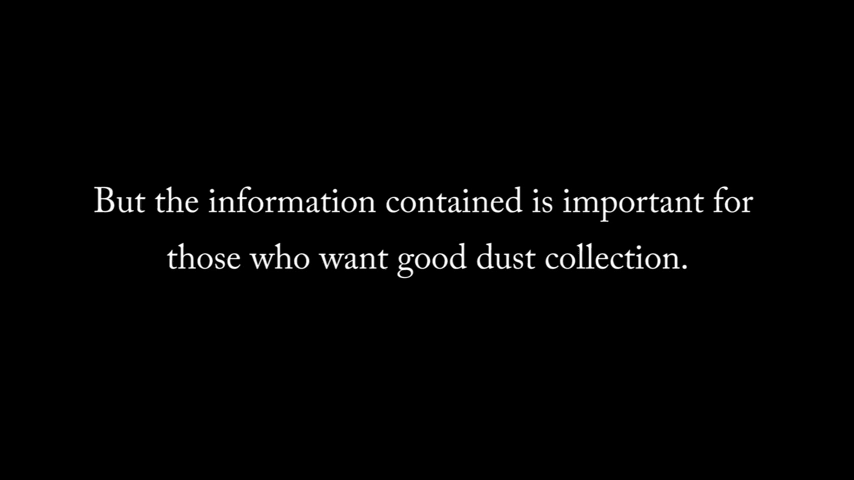 But the information contained is important for
those who want good dust collection.